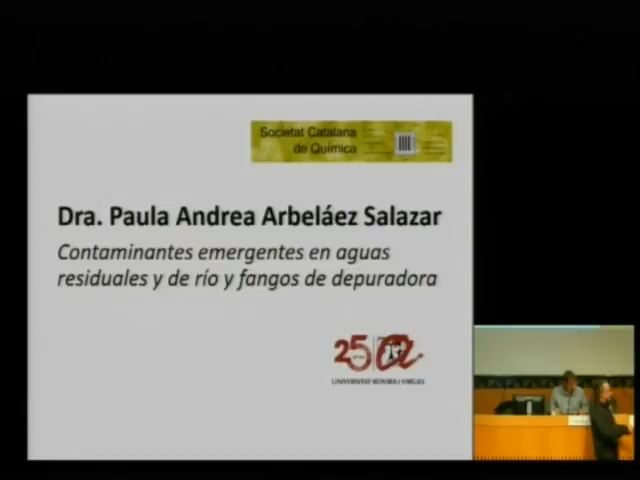 Societat Catalana
de Química
Dra. Paula Andrea Arbeláez Salazar
Contaminantes emergentes en aguas
residuales y de río y fangos de depuradora
25
UNIVERSITAT ROVIRA I VIRGILI